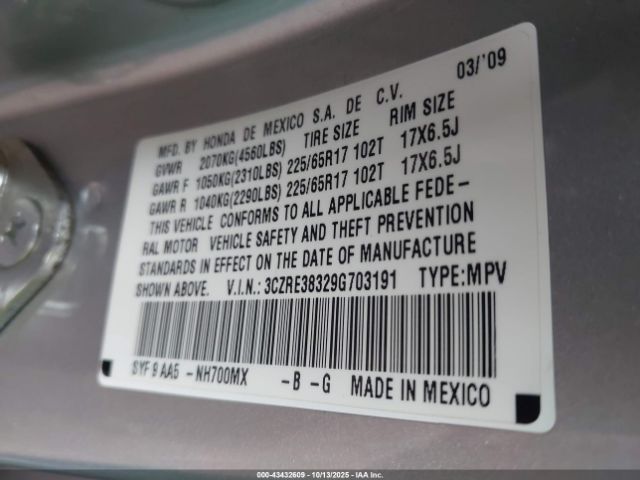 03/'09
MFD. BY HONDA DE MEXICO S.A. DE C.V.
GVWR 2070KG(4560LBS) TIRE SIZE RIM SIZE
GAWR F 1050KG(2310LBS) 225/65R17 102T 17X6.5J
GAWR R 1040KG(2290LBS) 225/65R17 102T 17X6.5J
THIS VEHICLE CONFORMS TO ALL APPLICABLE FEDE-
RAL MOTOR VEHICLE SAFETY AND THEFT PREVENTION
STANDARDS IN EFFECT ON THE DATE OF MANUFACTURE
SHOWN ABOVE. V.I.N.: 3CZRE38329G703191 TYPE:MPV
SYF 9 AA5 -NH700MX -B -G MADE IN MEXICO
000-43432609 - 10/13/2025 - IAA Inc.